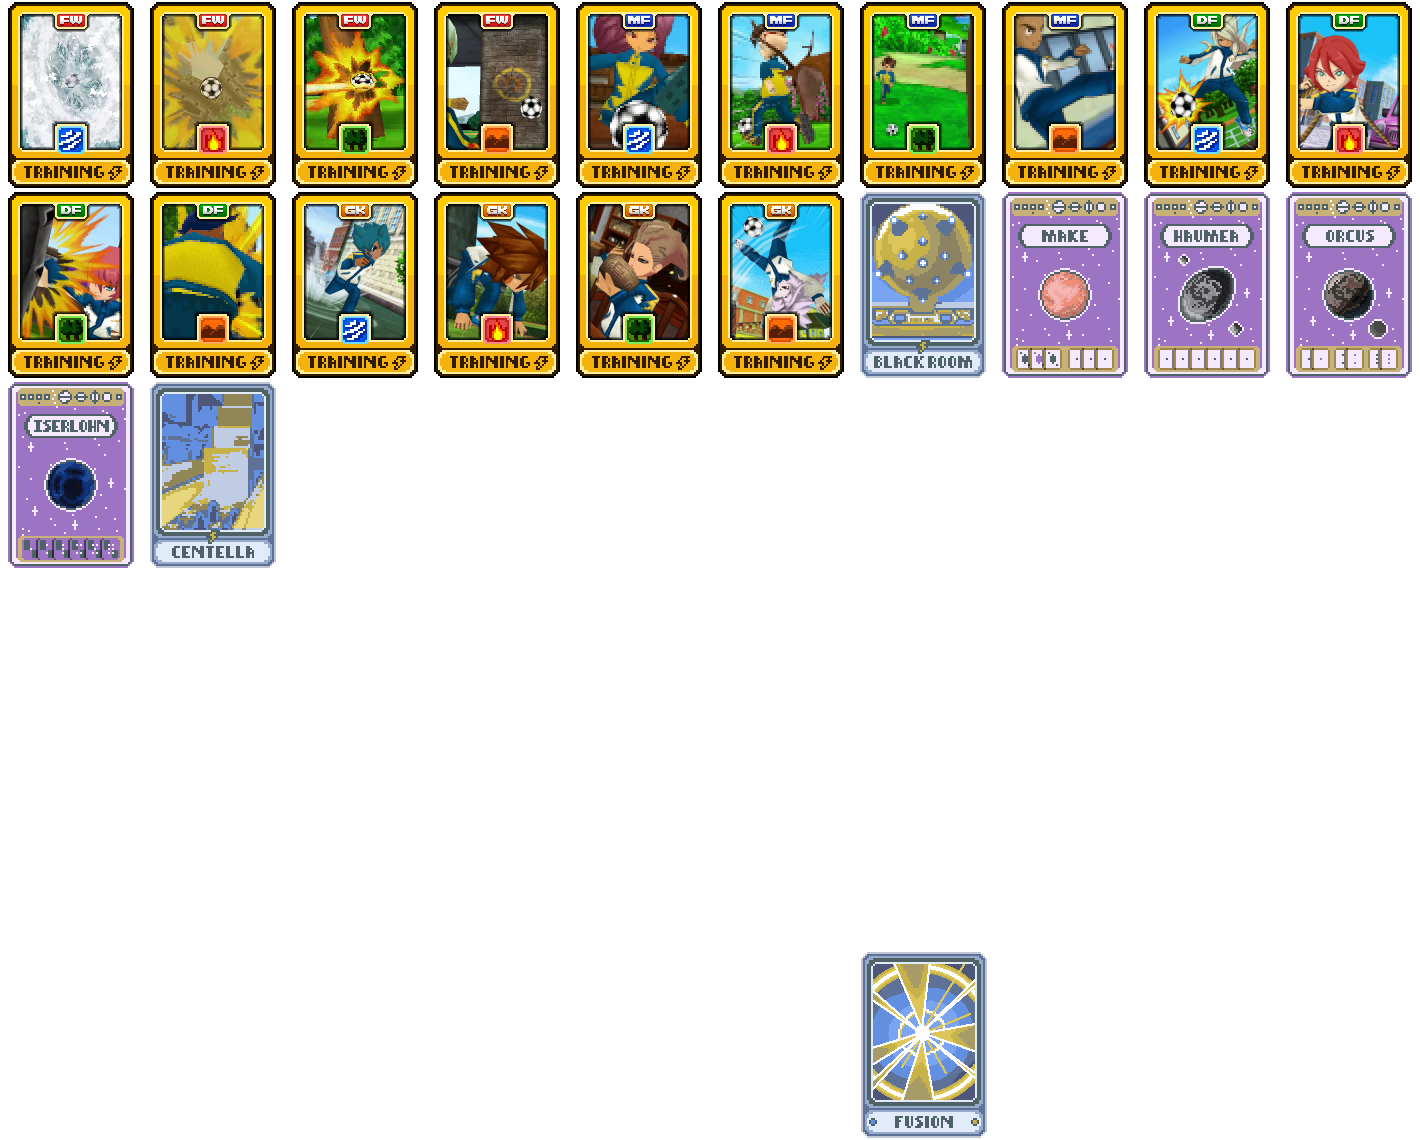 FW FW FW FW MF MF MF MF DF DF
TRAINING TRAINING TRAINING TRAINING TRAINING TRAINING TRAINING TRAINING TRAINING TRAINING
DF DF GK GK GK GK
MAKE HAUMEA ORCUS
TRAINING TRAINING TRAINING TRAINING TRAINING TRAINING BLACK ROOM
ISERLOHN
CENTELLA
FUSION